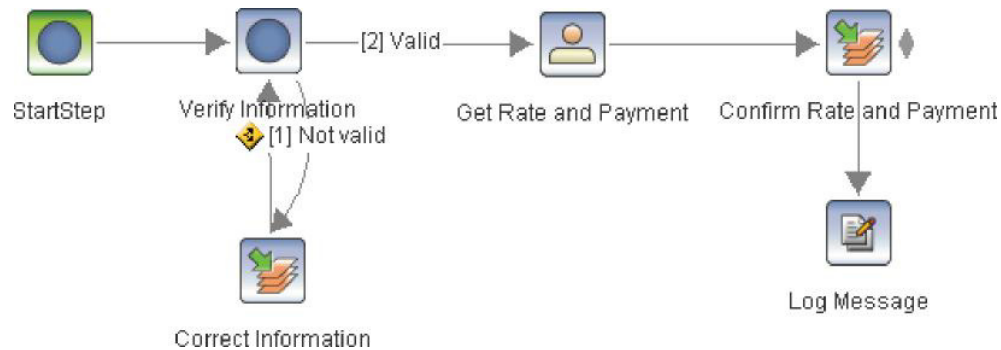 [2] Valid
StartStep
Verify Information
Get Rate and Payment
Confirm Rate and Payment
[1] Not valid
Log Message
Correct Information